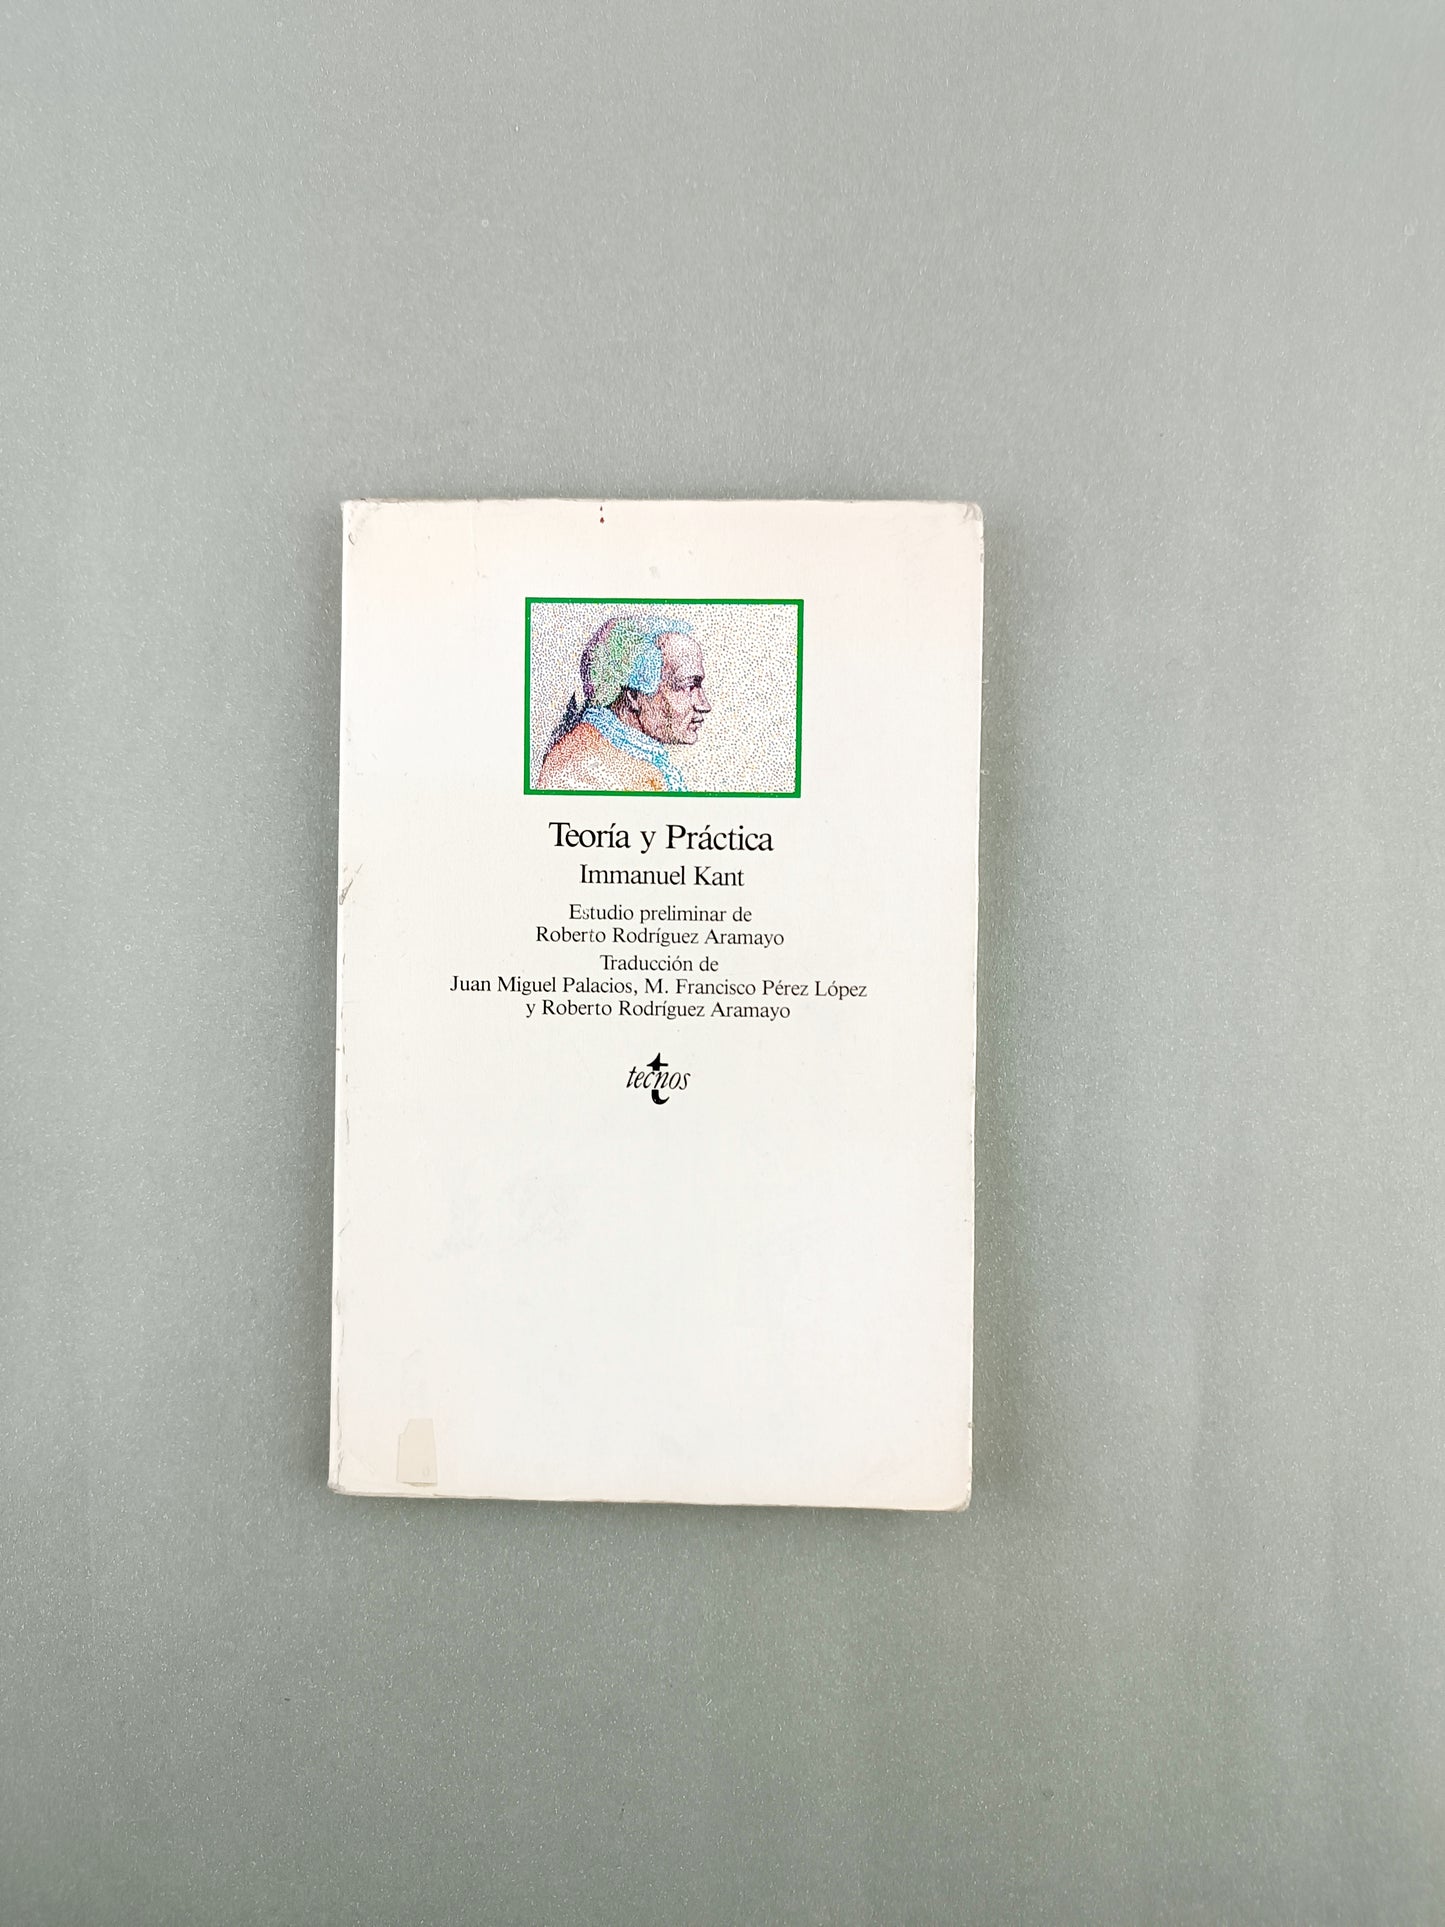 Teoría y Práctica
Immanuel Kant
Estudio preliminar de
Roberto Rodríguez Aramayo
Traducción de
Juan Miguel Palacios, M. Francisco Pérez López
y Roberto Rodríguez Aramayo
tecnos